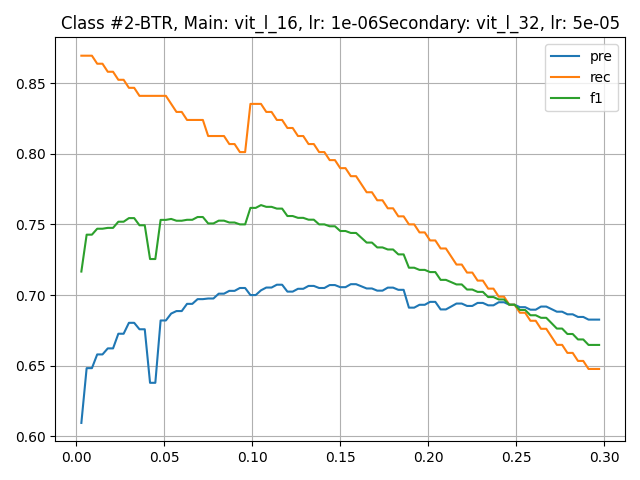 Class #2-BTR, Main: vit_l_16, lr: 1e-06Secondary: vit_l_32, lr: 5e-05
pre
rec
f1
0.85
0.80
0.75
0.70
0.65
0.60
0.00 0.05 0.10 0.15 0.20 0.25 0.30